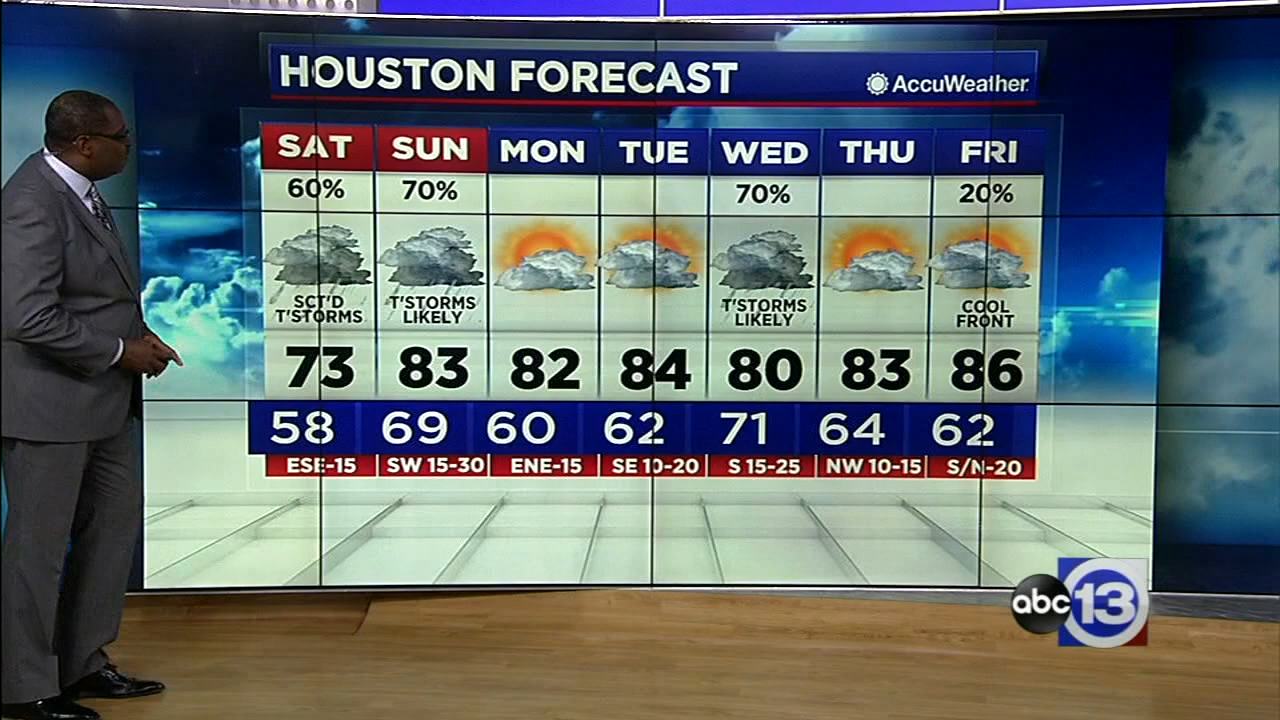 HOUSTON FORECAST
AccuWeather
SAT SUN MON TUE WED THU FRI
60% 70% 70% 20%
SCT'D T'STORMS T'STORMS COOL
T'STORMS LIKELY LIKELY FRONT
73 83 82 84 80 83 86
58 69 60 62 71 64 62
ESE-15 SW 15-30 ENE-15 SE 10-20 S 15-25 NW 10-15 S/N-20
abc 13